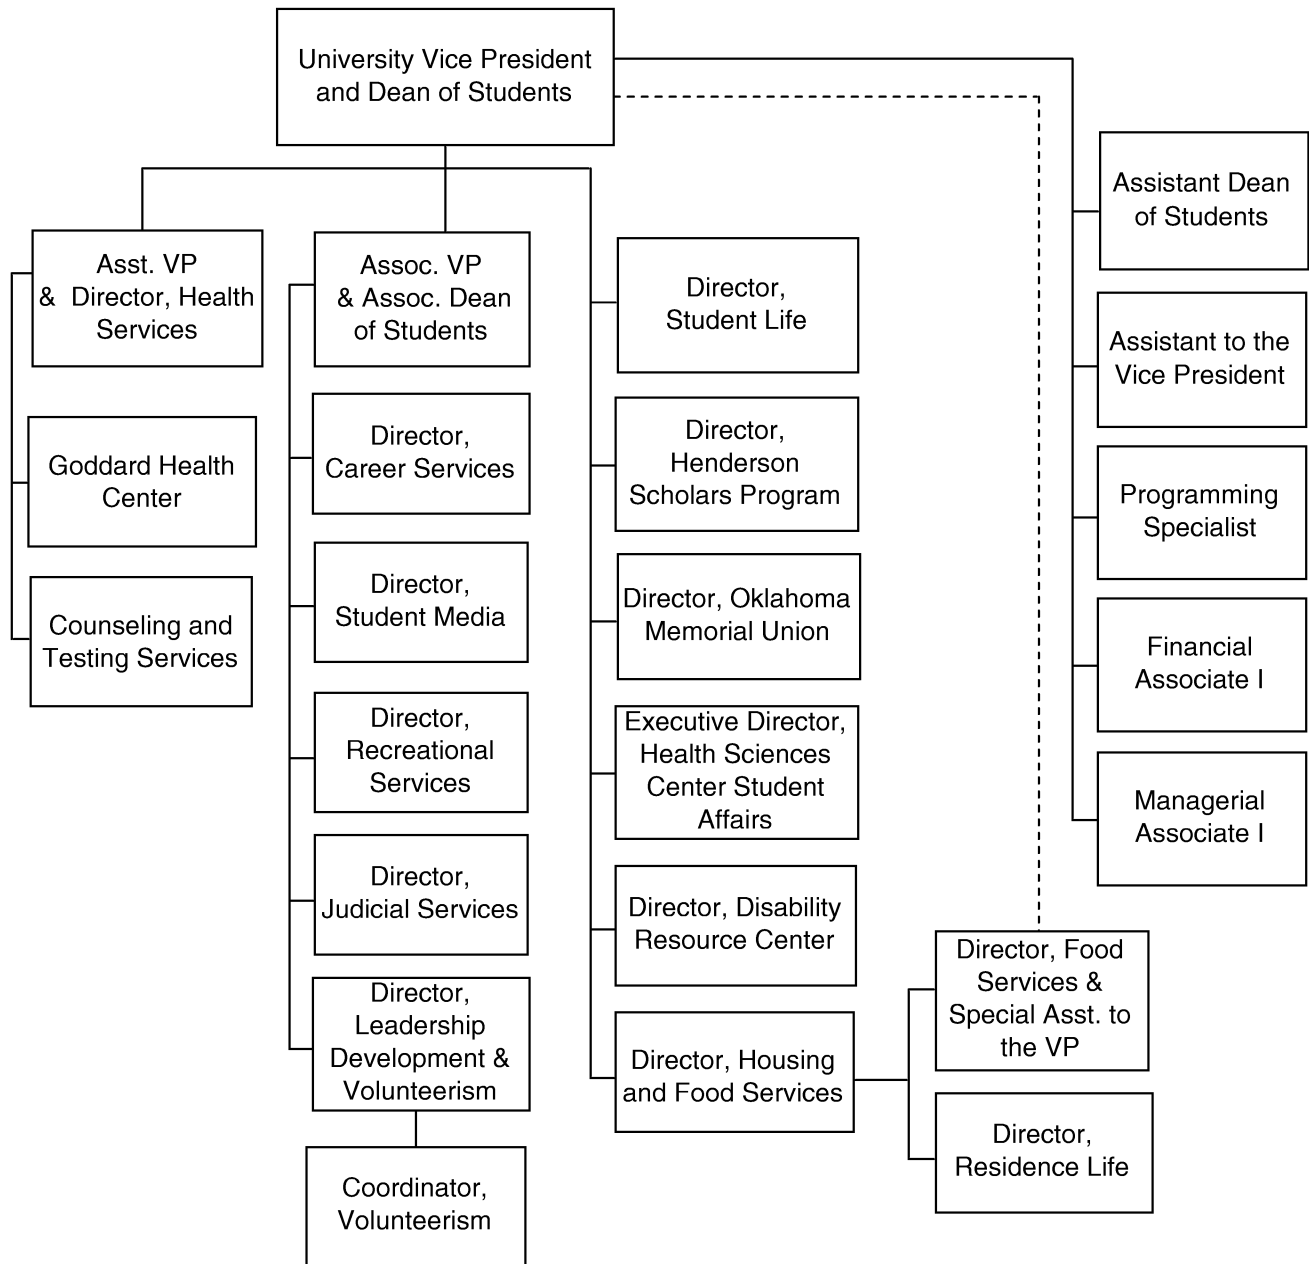 University Vice President
and Dean of Students
Asst. VP
& Director, Health
Services
Goddard Health
Center
Counseling and
Testing Services
Assoc. VP
& Assoc. Dean
of Students
Director,
Career Services
Director,
Student Media
Director,
Recreational
Services
Director,
Judicial Services
Director,
Leadership
Development &
Volunteerism
Coordinator,
Volunteerism
Director,
Student Life
Director,
Henderson
Scholars Program
Director, Oklahoma
Memorial Union
Executive Director,
Health Sciences
Center Student
Affairs
Director, Disability
Resource Center
Director, Housing
and Food Services
Director, Food
Services &
Special Asst. to
the VP
Director,
Residence Life
Assistant Dean
of Students
Assistant to the
Vice President
Programming
Specialist
Financial
Associate I
Managerial
Associate I